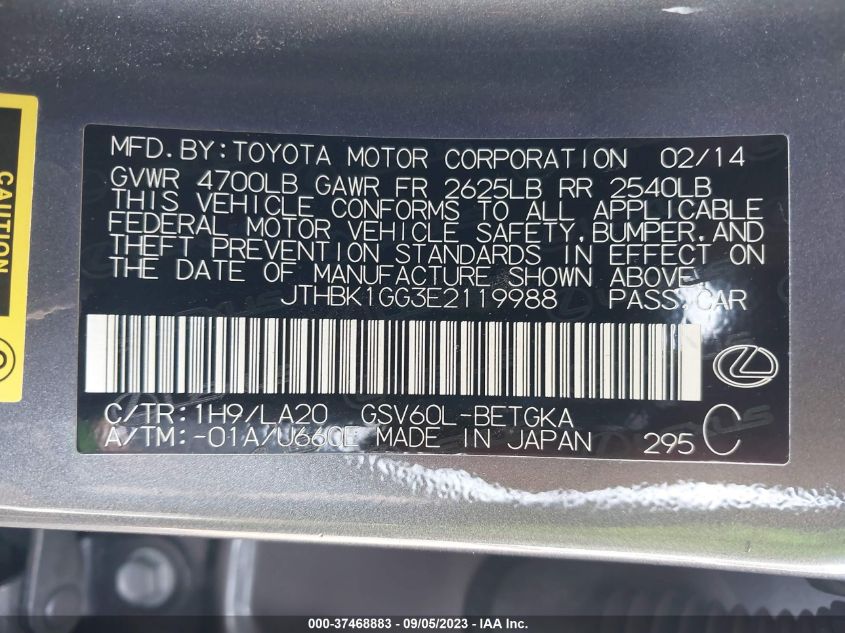 MFD.BY:TOYOTA MOTOR CORPORATION 02/14
GVWR 4700LB GAWR FR 2625LB RR 2540LB
THIS VEHICLE CONFORMS TO ALL APPLICABLE
FEDERAL MOTOR VEHICLE SAFETY,BUMPER,AND
THEFT PREVENTION STANDARDS IN EFFECT ON
THE DATE OF MANUFACTURE SHOWN ABOVE.
JTHBK1GG3E2119988 PASS.CAR
C/TR:1H9/LA20 GSV60L-BETGKA
A/TM:-01A/U660E MADE IN JAPAN 295 C
CAUTION
000-37468883 - 09/05/2023 - IAA Inc.